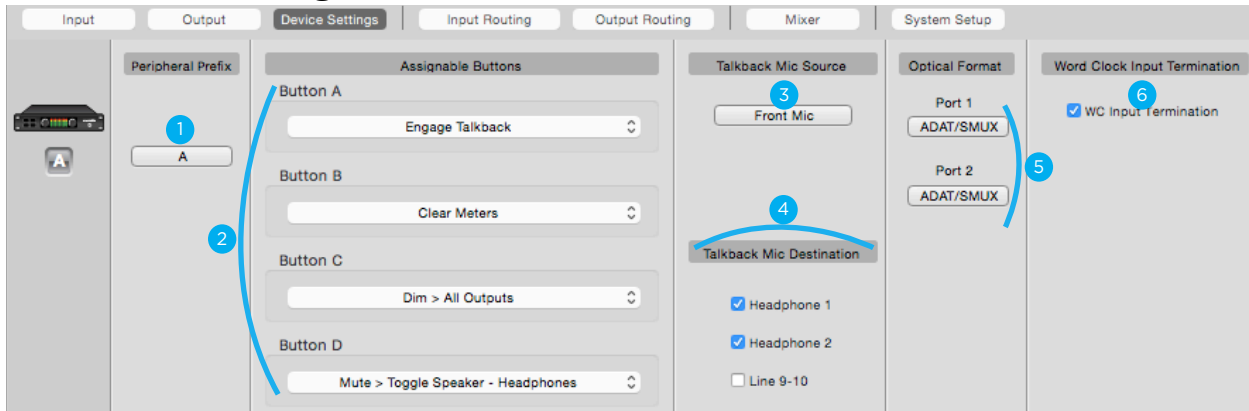 Input Output Device Settings Input Routing Output Routing Mixer System Setup
Peripheral Prefix
1
A
A
Assignable Buttons
Button A
Engage Talkback
Button B
Clear Meters
2
Button C
Dim > All Outputs
Button D
Mute > Toggle Speaker - Headphones
Talkback Mic Source
3
Front Mic
4
Talkback Mic Destination
Headphone 1
Headphone 2
Line 9-10
Optical Format
Port 1
ADAT/SMUX
Port 2
ADAT/SMUX
5
Word Clock Input Termination
6
WC Input Termination